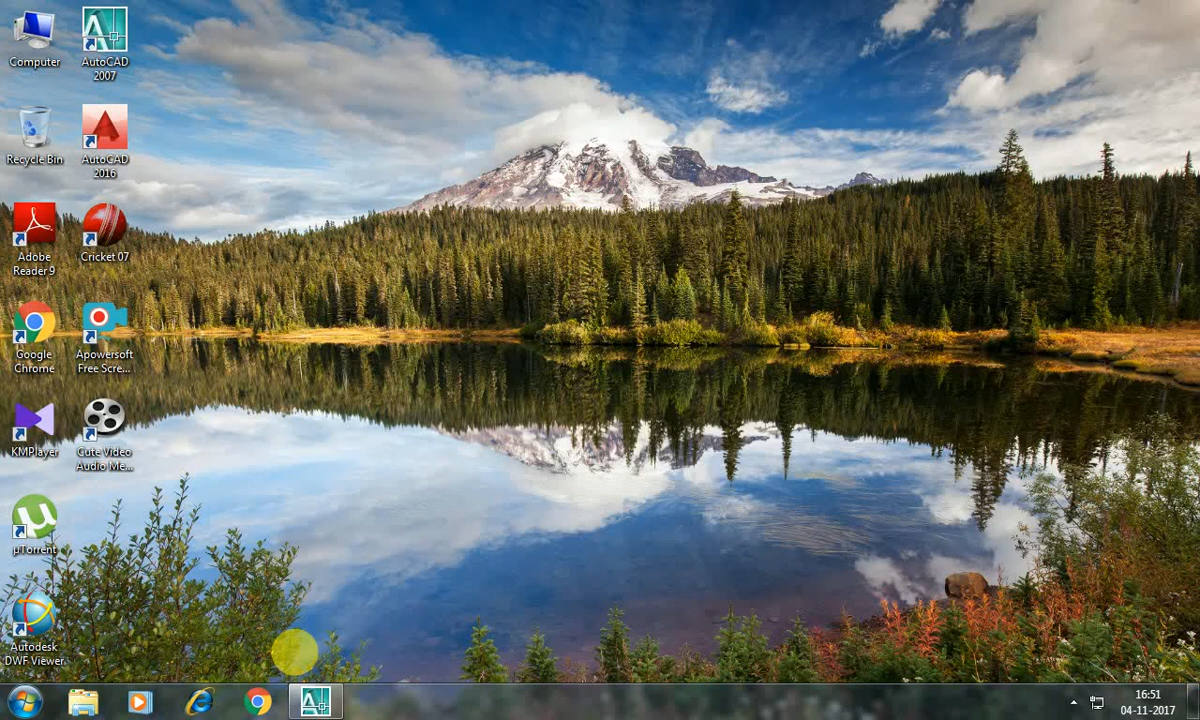 Computer
AutoCAD
2007
Recycle Bin
AutoCAD
2016
Adobe
Reader 9
Cricket 07
Google
Chrome
Apowersoft
Free Scre...
KMPlayer
Cute Video
Audio Me...
µTorrent
Autodesk
DWF Viewer
16:51
04-11-2017